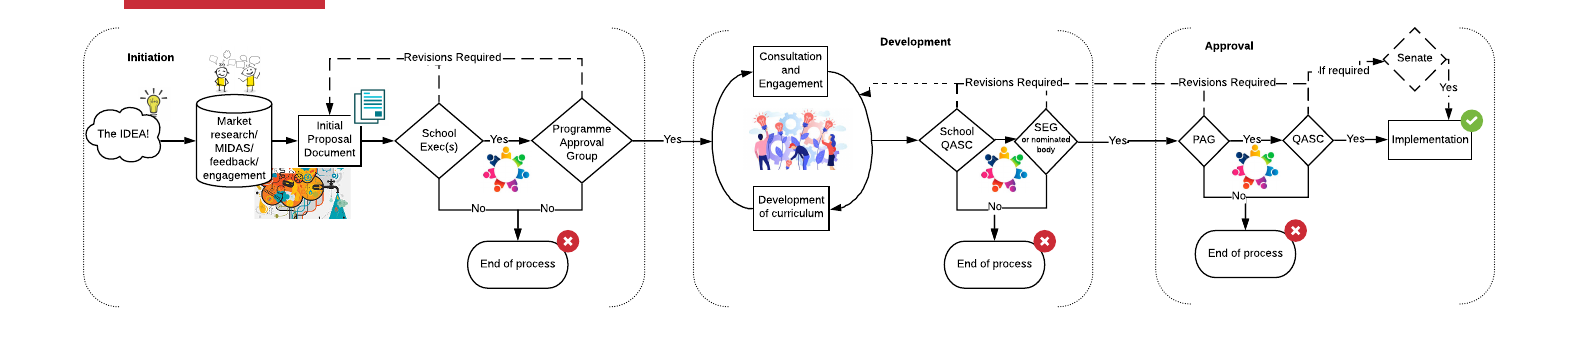 Initiation
The IDEA!
Market
research/
MIDAS/
feedback/
engagement
Initial
Proposal
Document
Revisions Required
School
Exec(s)
Yes
Programme
Approval
Group
No
No
End of process
Yes
Development
Consultation
and
Engagement
Development
of curriculum
Revisions Required
School
QASC
SEG
or nominated
body
No
End of process
Yes
Approval
Revisions Required
PAG
Yes
QASC
No
End of process
If required
Senate
Yes
Yes
Implementation